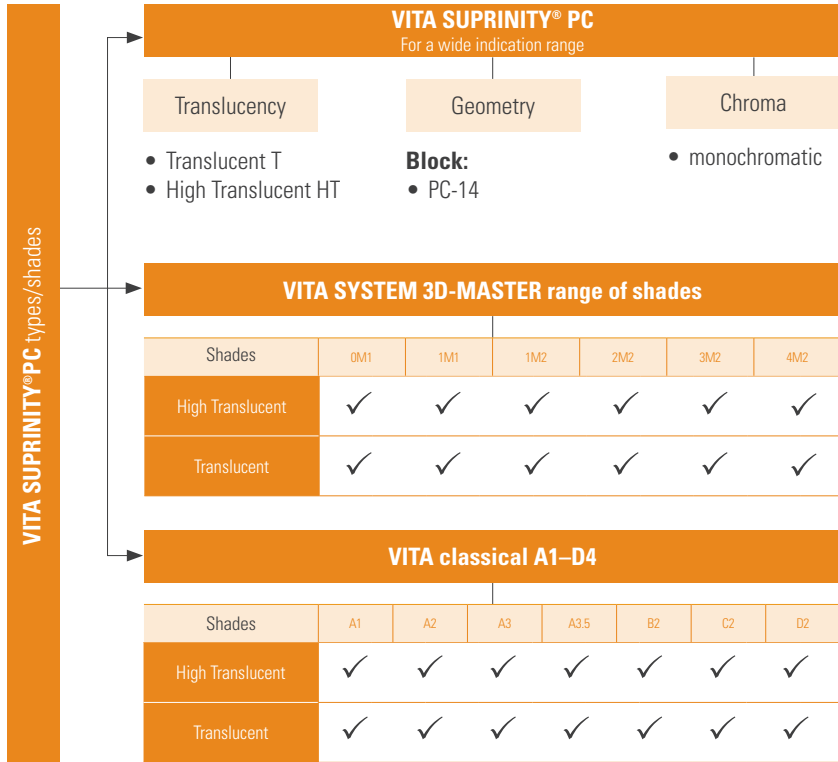 VITA SUPRINITY®PC types/shades
VITA SUPRINITY® PC
For a wide indication range
Translucency
Geometry
Chroma
• Translucent T
• High Translucent HT
Block:
• PC-14
• monochromatic
VITA SYSTEM 3D-MASTER range of shades
Shades 0M1 1M1 1M2 2M2 3M2 4M2
High Translucent ✓ ✓ ✓ ✓ ✓ ✓
Translucent ✓ ✓ ✓ ✓ ✓ ✓
VITA classical A1–D4
Shades A1 A2 A3 A3.5 B2 C2 D2
High Translucent ✓ ✓ ✓ ✓ ✓ ✓ ✓
Translucent ✓ ✓ ✓ ✓ ✓ ✓ ✓